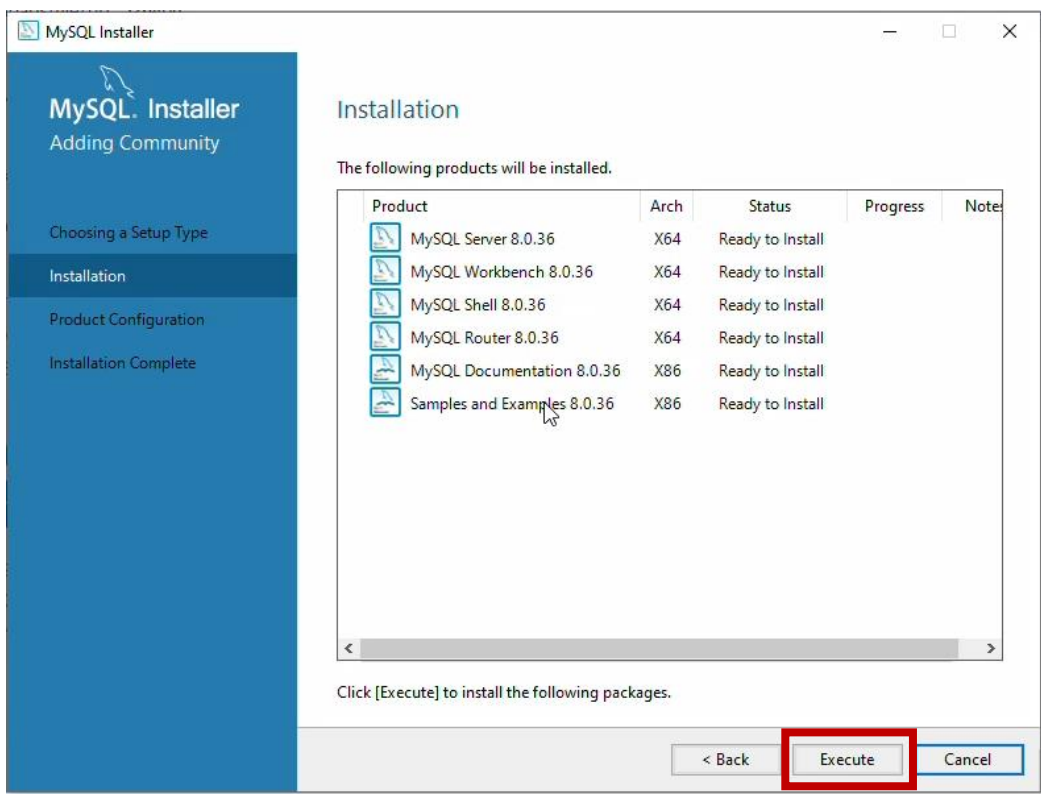 MySQL Installer
MySQL. Installer
Adding Community
Choosing a Setup Type
Installation
Product Configuration
Installation Complete
Installation
The following products will be installed.
Product Arch Status Progress Notes
MySQL Server 8.0.36 X64 Ready to Install
MySQL Workbench 8.0.36 X64 Ready to Install
MySQL Shell 8.0.36 X64 Ready to Install
MySQL Router 8.0.36 X64 Ready to Install
MySQL Documentation 8.0.36 X86 Ready to Install
Samples and Examples 8.0.36 X86 Ready to Install
Click [Execute] to install the following packages.
< Back Execute Cancel